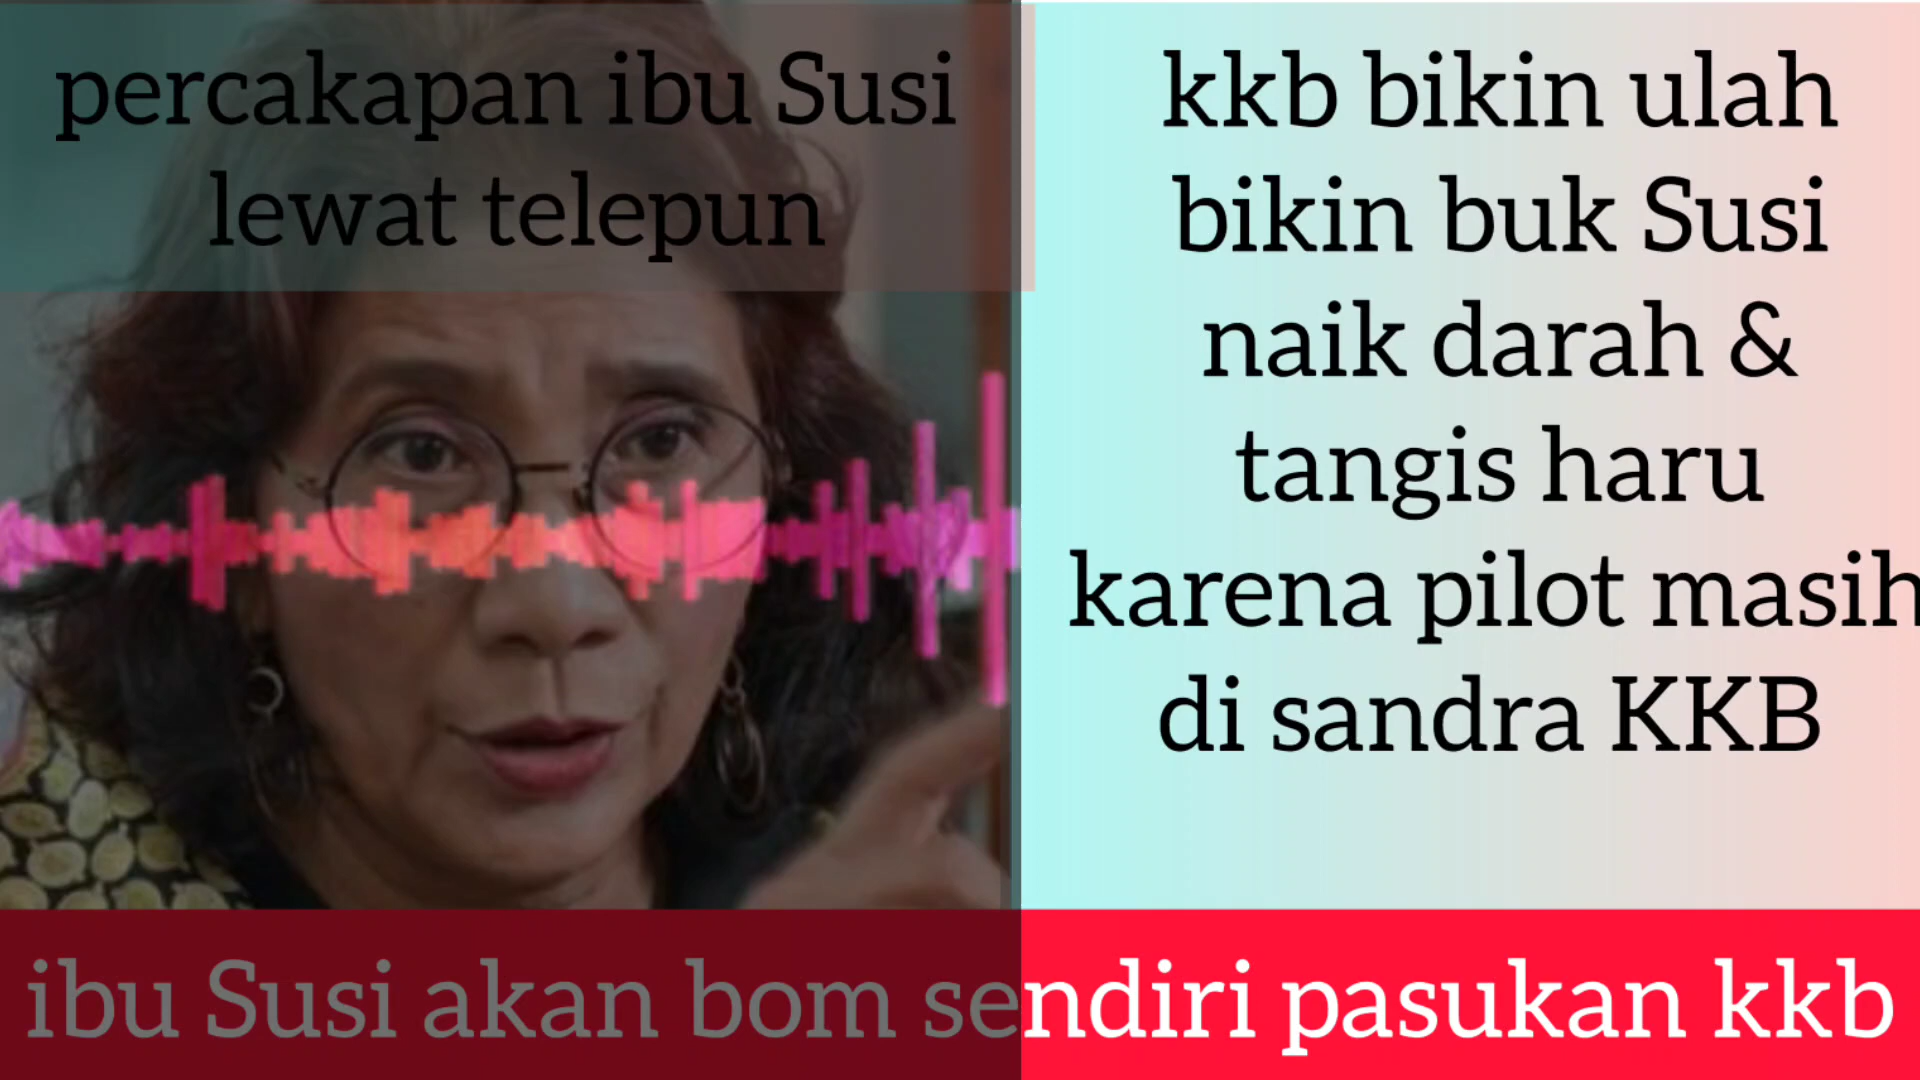 percakapan ibu Susi
lewat telepun
kkb bikin ulah
bikin buk Susi
naik darah &
tangis haru
karena pilot masih
di sandra KKB
ibu Susi akan bom sendiri pasukan kkb